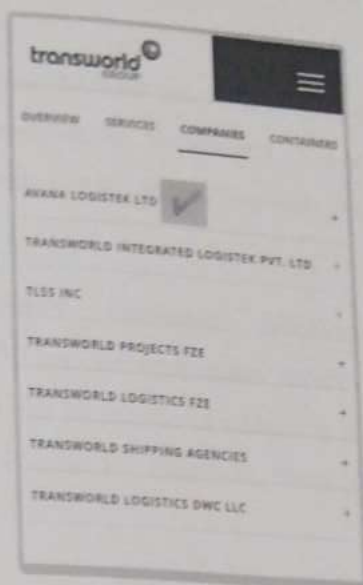 transworld
GROUP
OVERVIEW SERVICES COMPANIES CONTAINERS
AVANA LOGISTEK LTD
+
TRANSWORLD INTEGRATED LOGISTEK PVT. LTD
+
TLSS INC
+
TRANSWORLD PROJECTS FZE
+
TRANSWORLD LOGISTICS FZE
+
TRANSWORLD SHIPPING AGENCIES
+
TRANSWORLD LOGISTICS DWC LLC
+